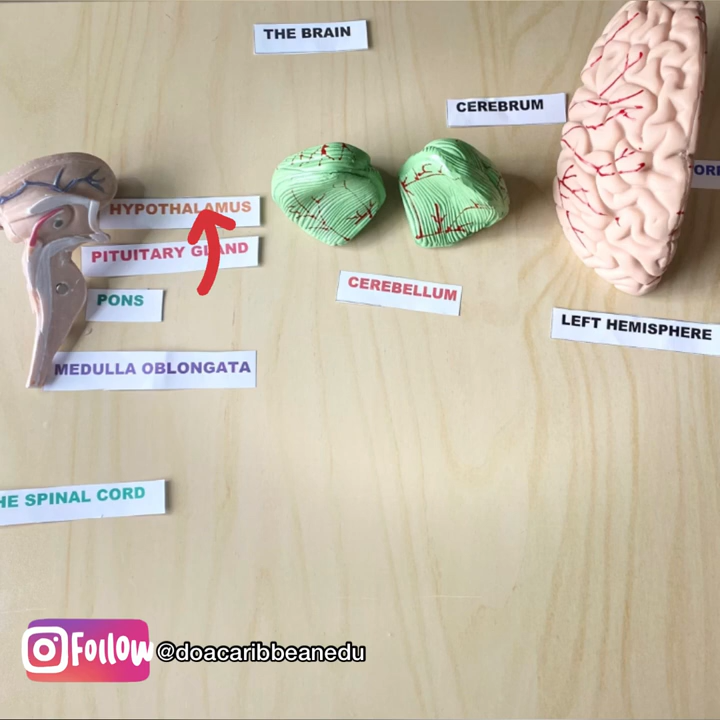 THE BRAIN
CEREBRUM
HYPOTHALAMUS
PITUITARY GLAND
CEREBELLUM
PONS
LEFT HEMISPHERE
MEDULLA OBLONGATA
HE SPINAL CORD
Follow @doacaribbeanedu